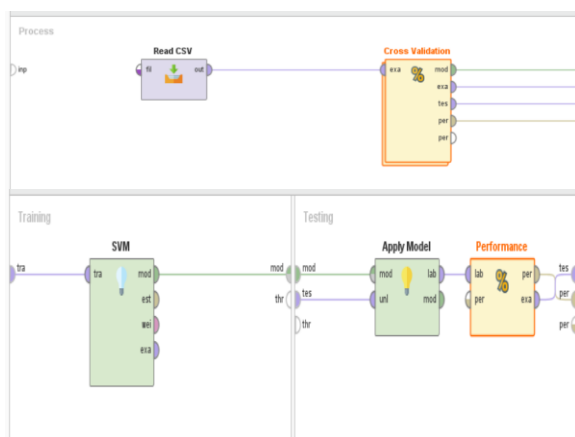 Process
Read CSV
Cross Validation
inp
fil
out
exa
%
mod
exa
tes
per
per
Training
Testing
SVM
Apply Model
Performance
tra
tra
mod
est
wei
exa
mod
thr
mod
tes
thr
mod
unl
lab
mod
lab
per
%
per
exa
tes
per
per